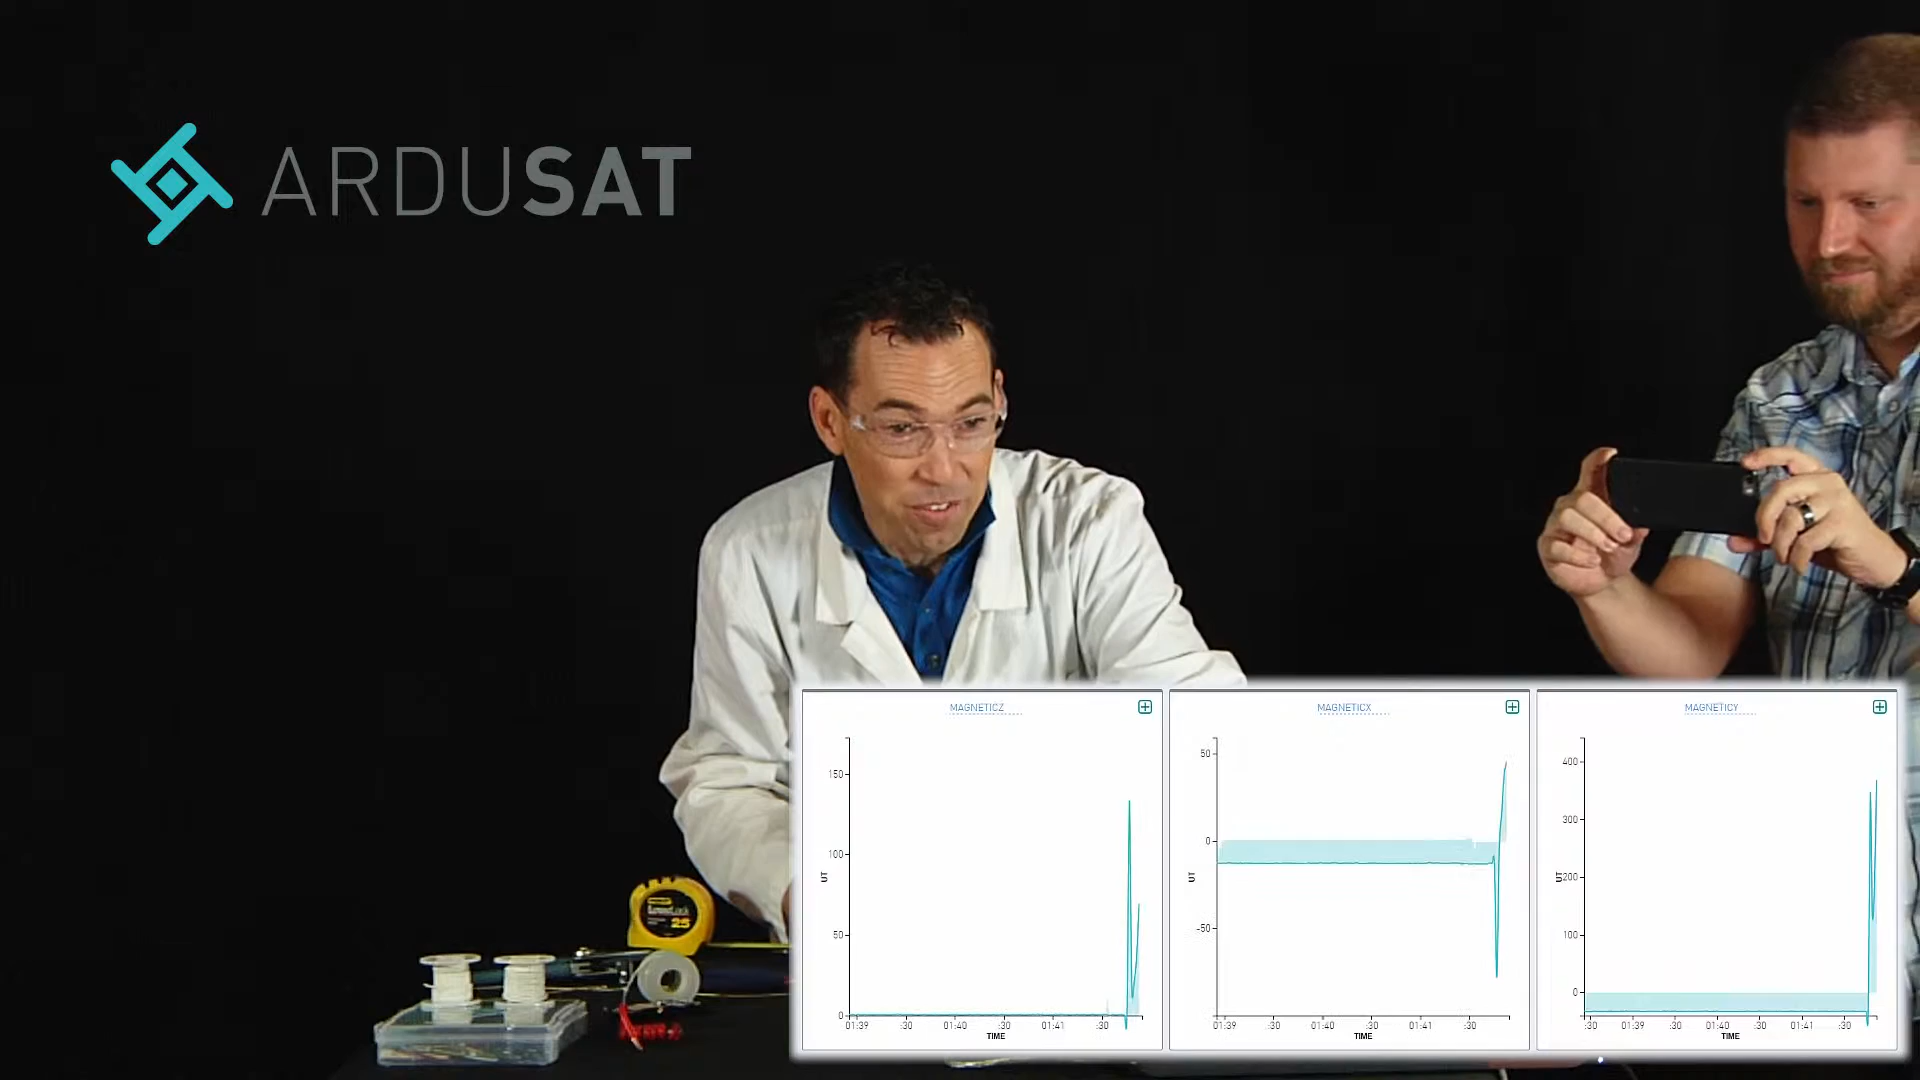 ARDUSAT
MAGNETICZ
150
100
50
0
UT
01:39 :30 01:40 :30 01:41 :30
TIME
MAGNETICX
50
0
-50
UT
01:39 :30 01:40 :30 01:41 :30
TIME
MAGNETICY
400
300
200
100
0
UT
:30 01:39 :30 01:40 :30 01:41 :30
TIME
25